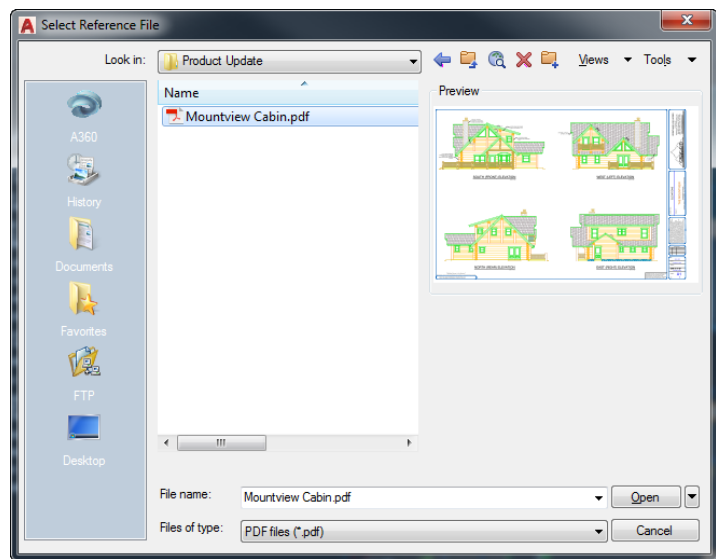 Select Reference File
Look in: Product Update Views Tools
Name
Mountview Cabin.pdf
Preview
A360
History
Documents
Favorites
FTP
Desktop
File name: Mountview Cabin.pdf Open
Files of type: PDF files (*.pdf) Cancel